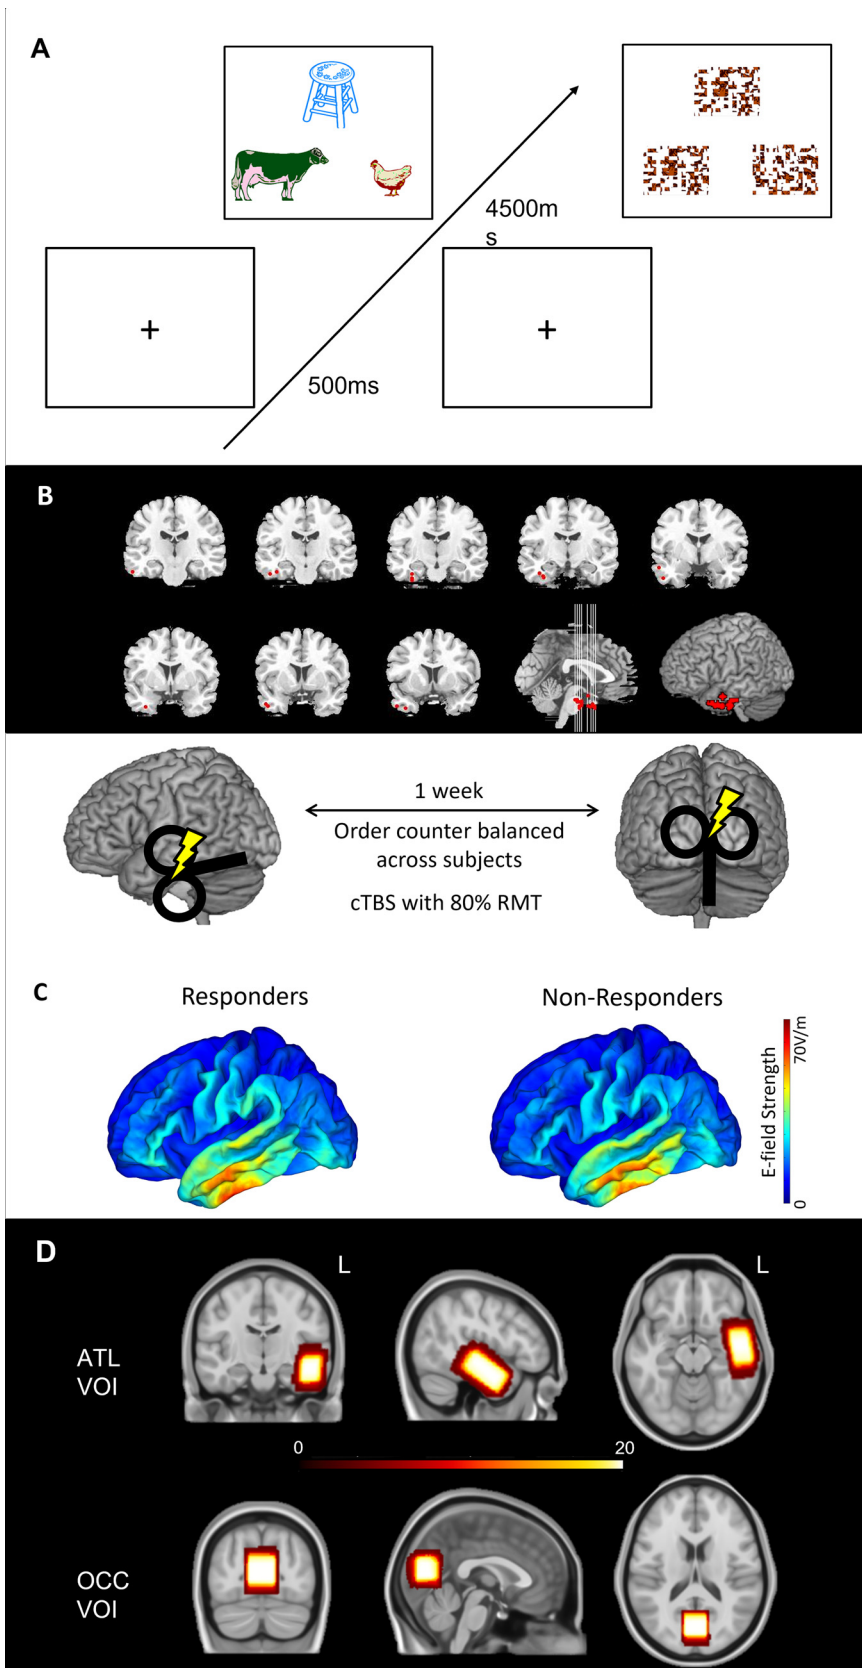 A
4500m
s
+
+
500ms
B
1 week
Order counter balanced
across subjects
cTBS with 80% RMT
C
Responders
Non-Responders
70V/m
E-field Strength
0
D
L
L
ATL
VOI
0
20
OCC
VOI